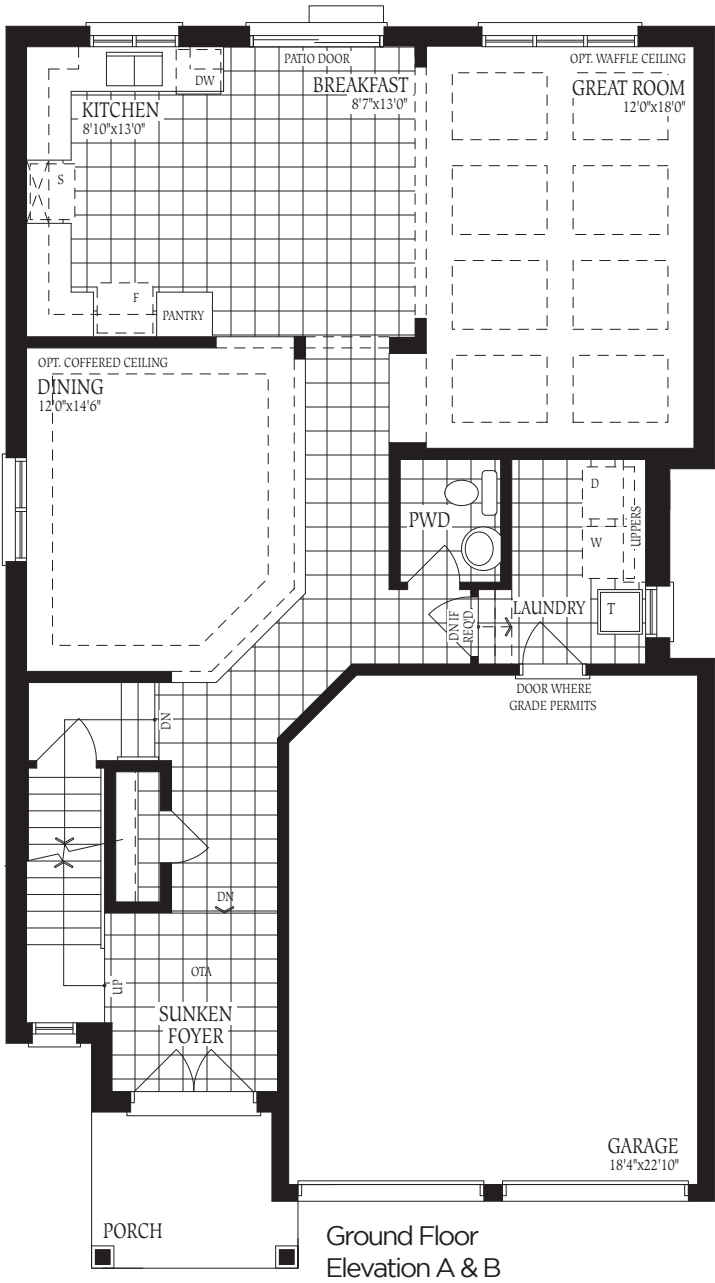 PATIO DOOR
OPT. WAFFLE CEILING
DW
BREAKFAST
8'7"x13'0"
GREAT ROOM
12'0"x18'0"
KITCHEN
8'10"x13'0"
S
F
PANTRY
OPT. COFFERED CEILING
DINING
12'0"x14'6"
D
PWD
W
UPPERS
DN IF
REQ'D
LAUNDRY
T
DOOR WHERE
GRADE PERMITS
DN
DN
OTA
UP
SUNKEN
FOYER
GARAGE
18'4"x22'10"
PORCH
Ground Floor
Elevation A & B